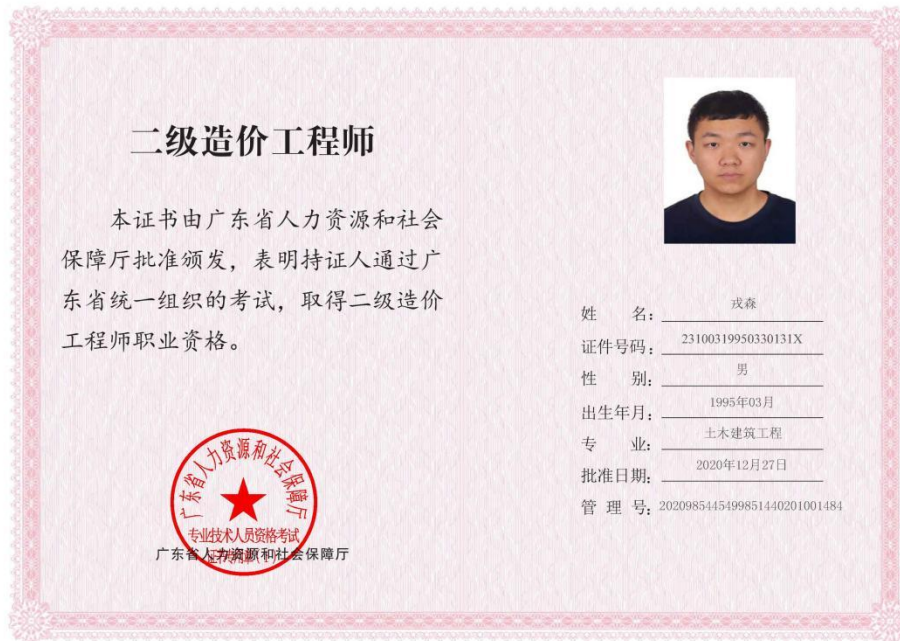 二级造价工程师
本证书由广东省人力资源和社会
保障厅批准颁发，表明持证人通过广
东省统一组织的考试，取得二级造价
工程师职业资格。
广东省人力资源和社会保障厅
专业技术人员资格考试
广东省人力资源和社会保障厅
姓 名：戎森
证件号码：23100319950330131X
性 别：男
出生年月：1995年03月
专 业：土木建筑工程
批准日期：2020年12月27日
管 理 号：20209854454999851440201001484